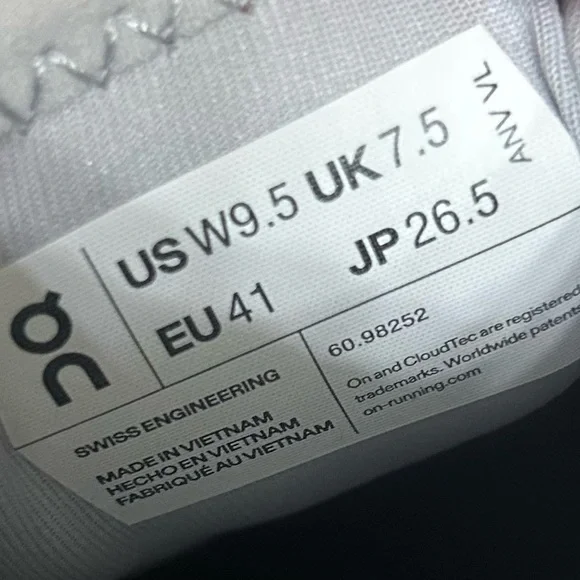 on
US W9.5 UK 7.5
EU 41 JP 26.5
ANV VL
SWISS ENGINEERING
MADE IN VIETNAM
HECHO EN VIETNAM
FABRIQUÉ AU VIETNAM
60.98252
On and CloudTec are registered
trademarks. Worldwide patents
on-running.com